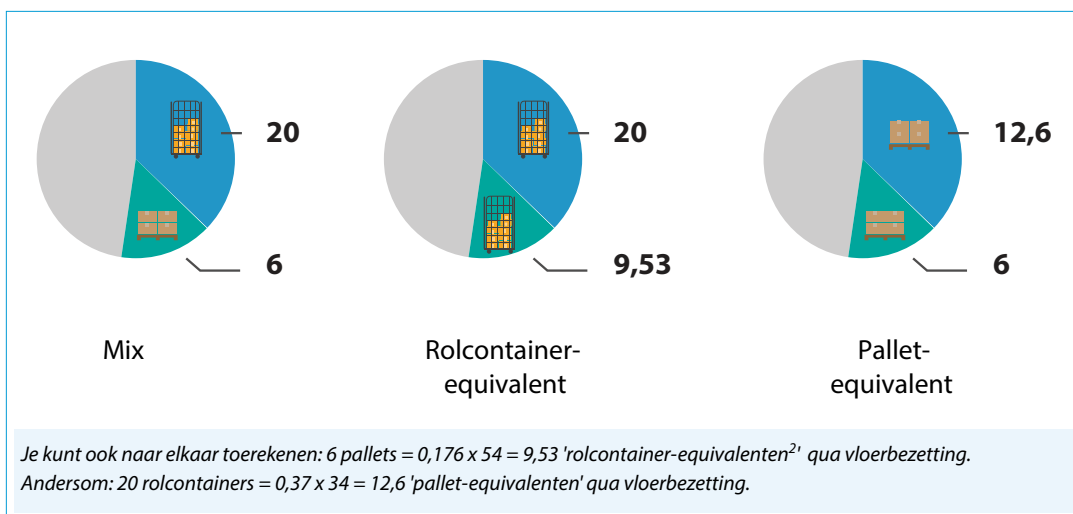 20
6
Mix
20
9,53
Rolcontainer-
equivalent
12,6
6
Pallet-
equivalent
Je kunt ook naar elkaar toerekenen: 6 pallets = 0,176 x 54 = 9,53 'rolcontainer-equivalenten²' qua vloerbezetting.
Andersom: 20 rolcontainers = 0,37 x 34 = 12,6 'pallet-equivalenten' qua vloerbezetting.